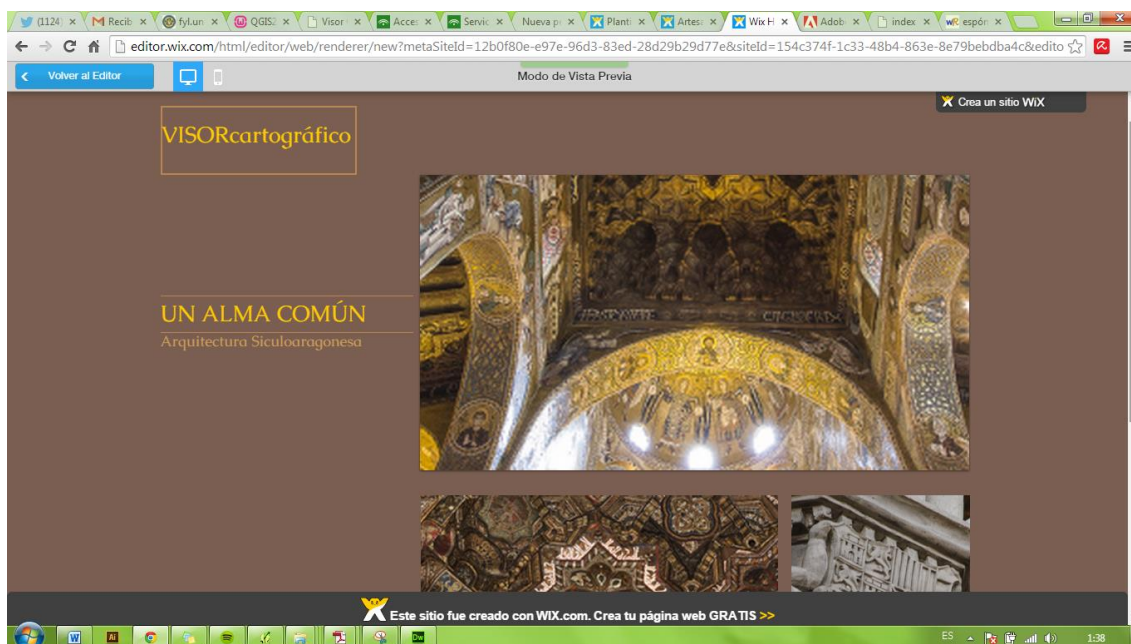 (1124)
Recib
fyl.un
QGIS2
Visor
Acce
Servic
Nueva p
Planti
Artes
Wix H
Adob
index
espón
editor.wix.com/html/editor/web/renderer/new?metaSiteId=12b0f80e-e97e-96d3-83ed-28d29b29d77e&siteId=154c374f-1c33-48b4-863e-8e79bebdba4c&edito
Volver al Editor
Modo de Vista Previa
Crea un sitio WiX
VISORcartográfico
UN ALMA COMÚN
Arquitectura Siculoaragonesa
Este sitio fue creado con WIX.com. Crea tu página web GRATIS >>
ES
1:38